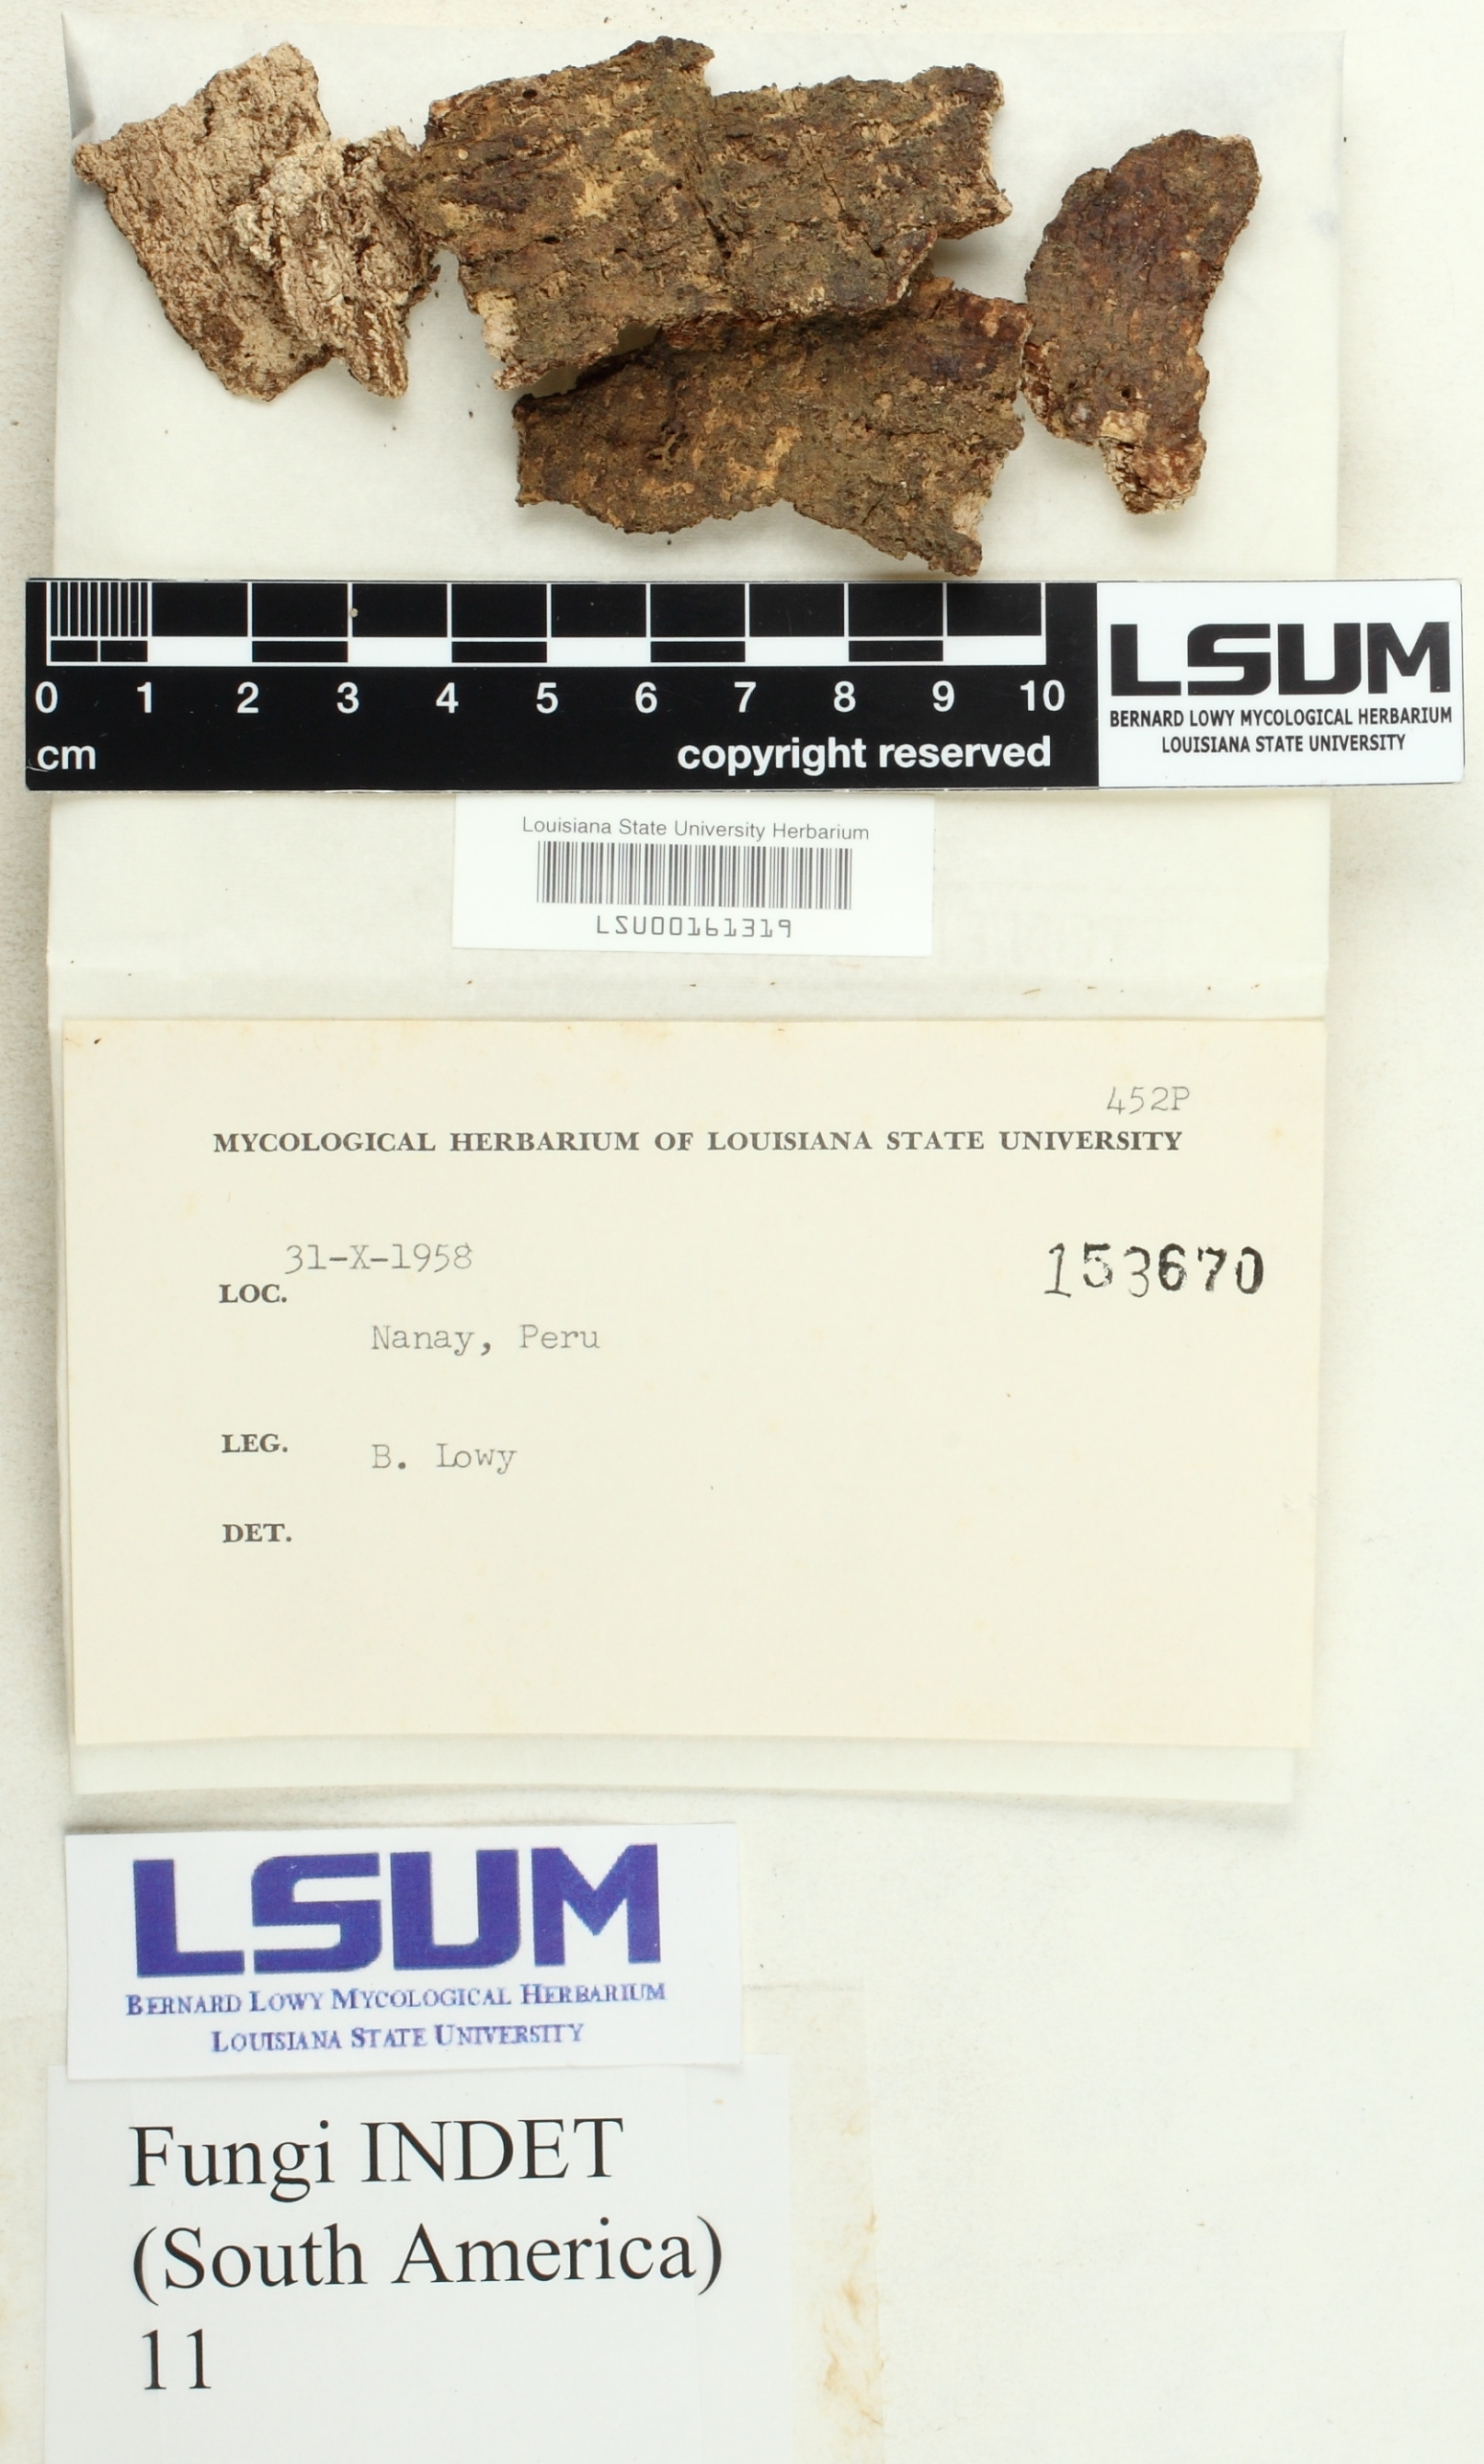 0 1 2 3 4 5 6 7 8 9 10
cm copyright reserved
LSUM
BERNARD LOWY MYCOLOGICAL HERBARIUM
LOUISIANA STATE UNIVERSITY
Louisiana State University Herbarium
LSU00161319
452P
MYCOLOGICAL HERBARIUM OF LOUISIANA STATE UNIVERSITY
31-X-1958
153670
LOC.
Nanay, Peru
LEG. B. Lowy
DET.
LSUM
BERNARD LOWY MYCOLOGICAL HERBARIUM
LOUISIANA STATE UNIVERSITY
Fungi INDET
(South America)
11